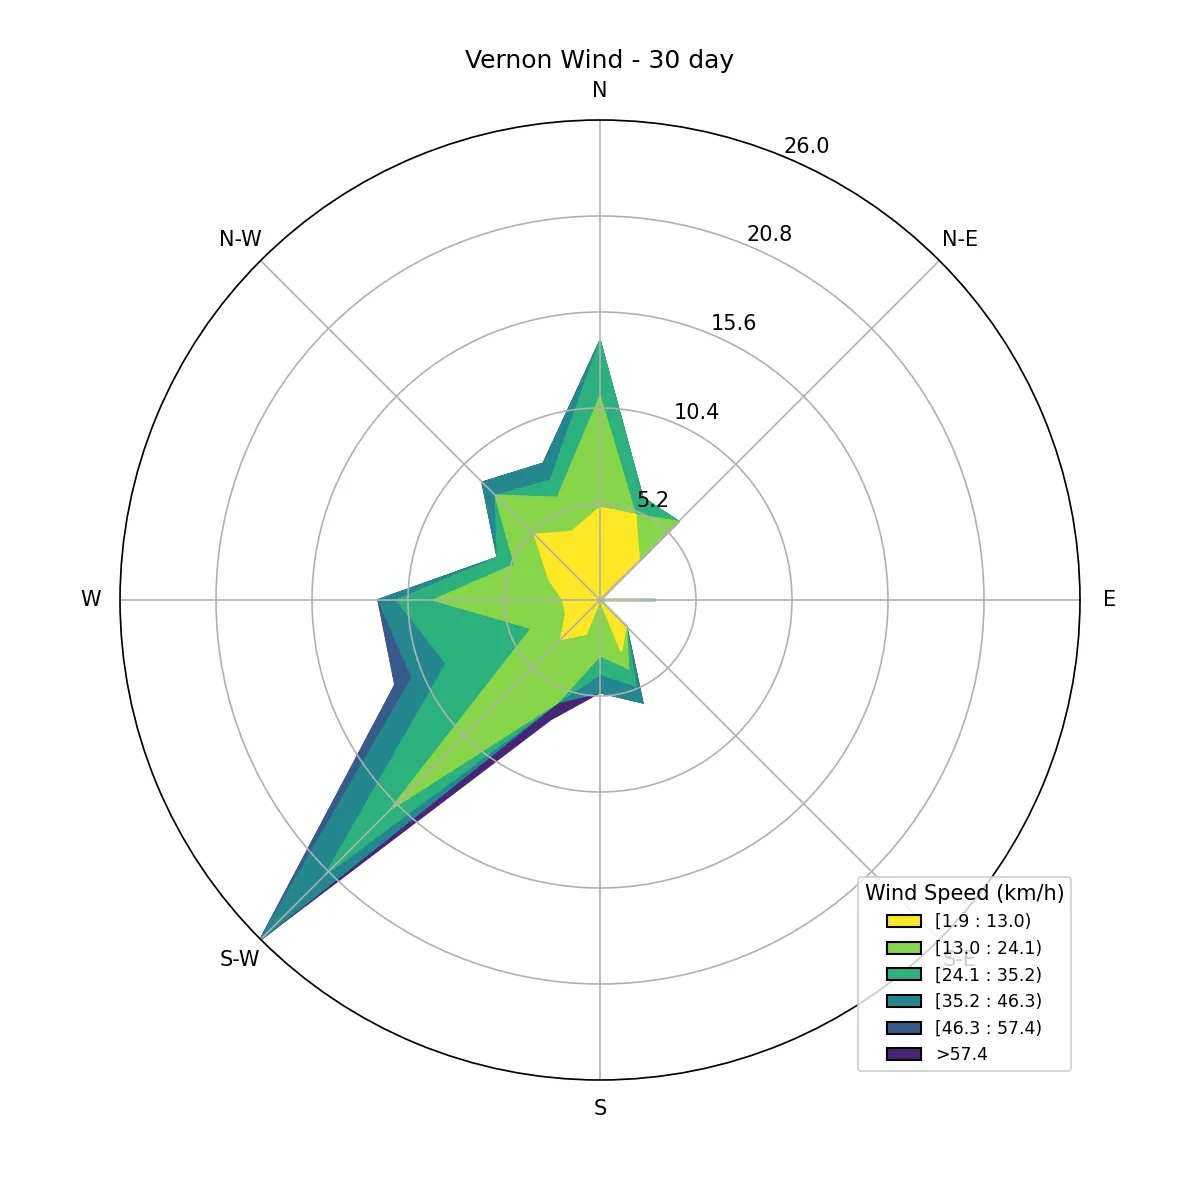 Vernon Wind - 30 day
N
26.0
N-W
20.8
N-E
15.6
10.4
5.2
W
E
S-W
S-E
S
Wind Speed (km/h)
[1.9 : 13.0)
[13.0 : 24.1)
[24.1 : 35.2)
[35.2 : 46.3)
[46.3 : 57.4)
>57.4